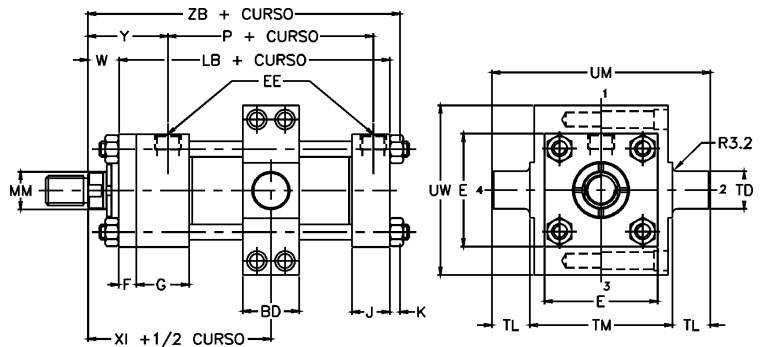 ZB + CURSO
Y
P + CURSO
W
LB + CURSO
EE
MM
F
G
BD
J
K
XI +1/2 CURSO
UM
1
R3.2
UW
E
4
2
TD
3
E
TL
TM
TL